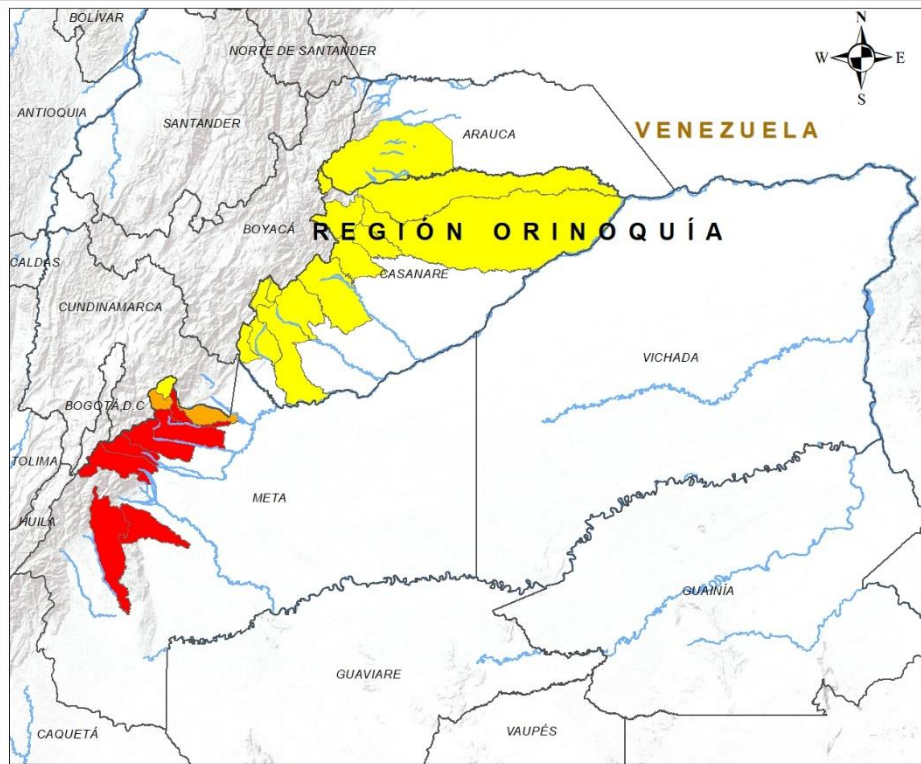 BOLÍVAR
N
NORTE DE SANTANDER
W
E
S
ANTIOQUIA
SANTANDER
ARAUCA
VENEZUELA
BOYACÁ
REGIÓN ORINOQUÍA
CALDAS
CASANARE
CUNDINAMARCA
VICHADA
BOGOTÁ,D.C
TOLIMA
META
HUILA
GUAINÍA
GUAVIARE
CAQUETÁ
VAUPÉS